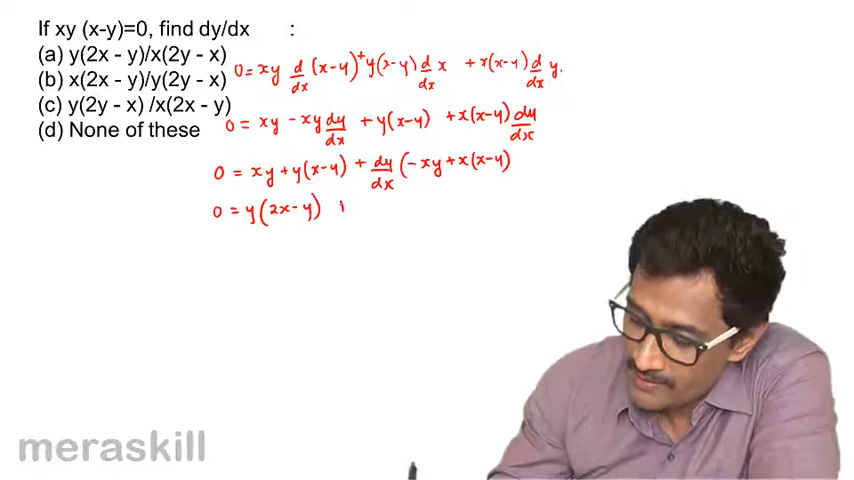 If xy (x-y)=0, find dy/dx :
(a) y(2x - y)/x(2y - x)
(b) x(2x - y)/y(2y - x)
(c) y(2y - x) /x(2x - y)
(d) None of these
0 = xy d/dx (x-y) + y(x-y) d/dx x + x(x-y) d/dx y.
0 = xy - xy dy/dx + y(x-y) + x(x-y) dy/dx
0 = xy + y(x-y) + dy/dx (-xy + x(x-y)
0 = y(2x-y)
meraskill